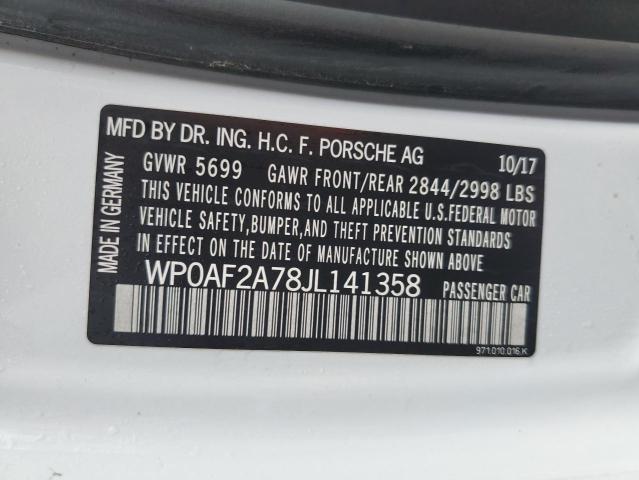 MFD BY DR. ING. H.C. F. PORSCHE AG 10/17
GVWR 5699 GAWR FRONT/REAR 2844/2998 LBS
THIS VEHICLE CONFORMS TO ALL APPLICABLE U.S.FEDERAL MOTOR
VEHICLE SAFETY,BUMPER,AND THEFT PREVENTION STANDARDS
IN EFFECT ON THE DATE OF MANUFACTURE SHOWN ABOVE
WP0AF2A78JL141358 PASSENGER CAR
971.010.016.K
MADE IN GERMANY